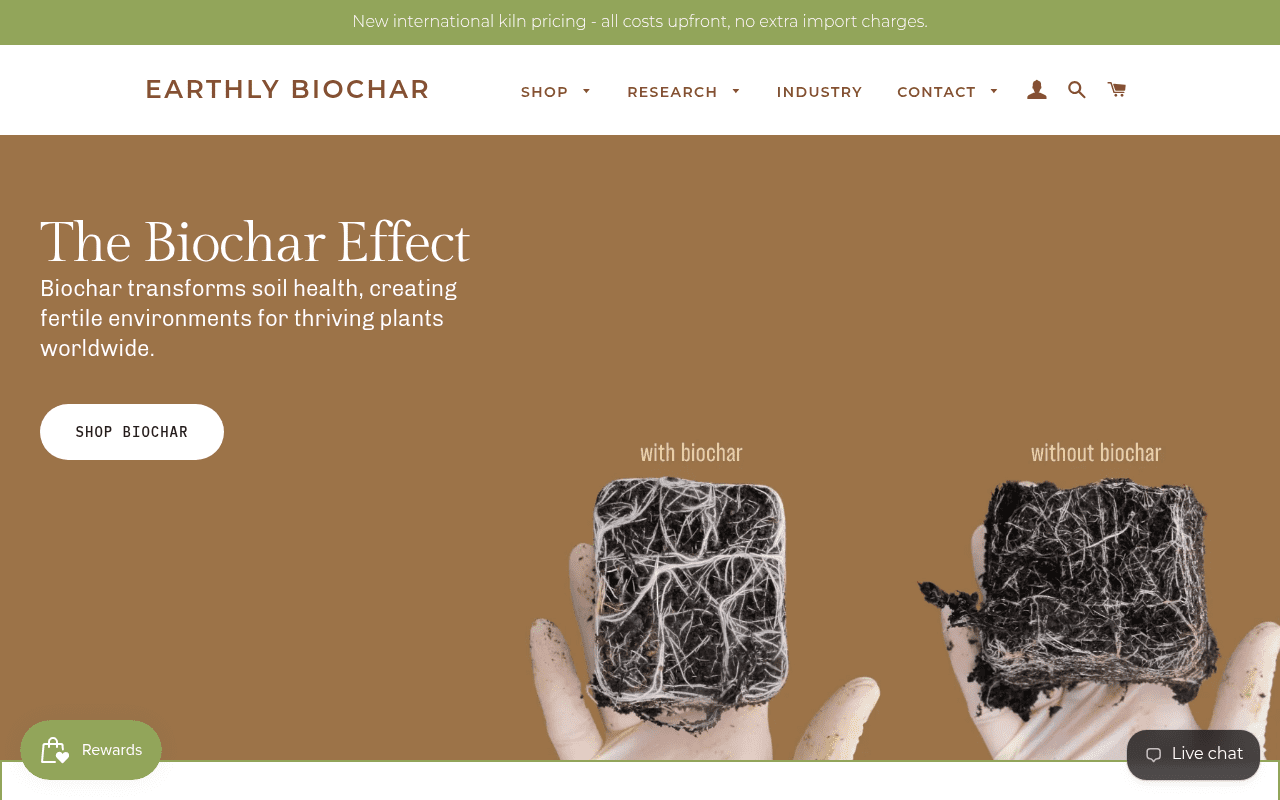 New international kiln pricing - all costs upfront, no extra import charges.
EARTHLY BIOCHAR
SHOP
RESEARCH
INDUSTRY
CONTACT
The Biochar Effect
Biochar transforms soil health, creating
fertile environments for thriving plants
worldwide.
SHOP BIOCHAR
with biochar
without biochar
Rewards
Live chat